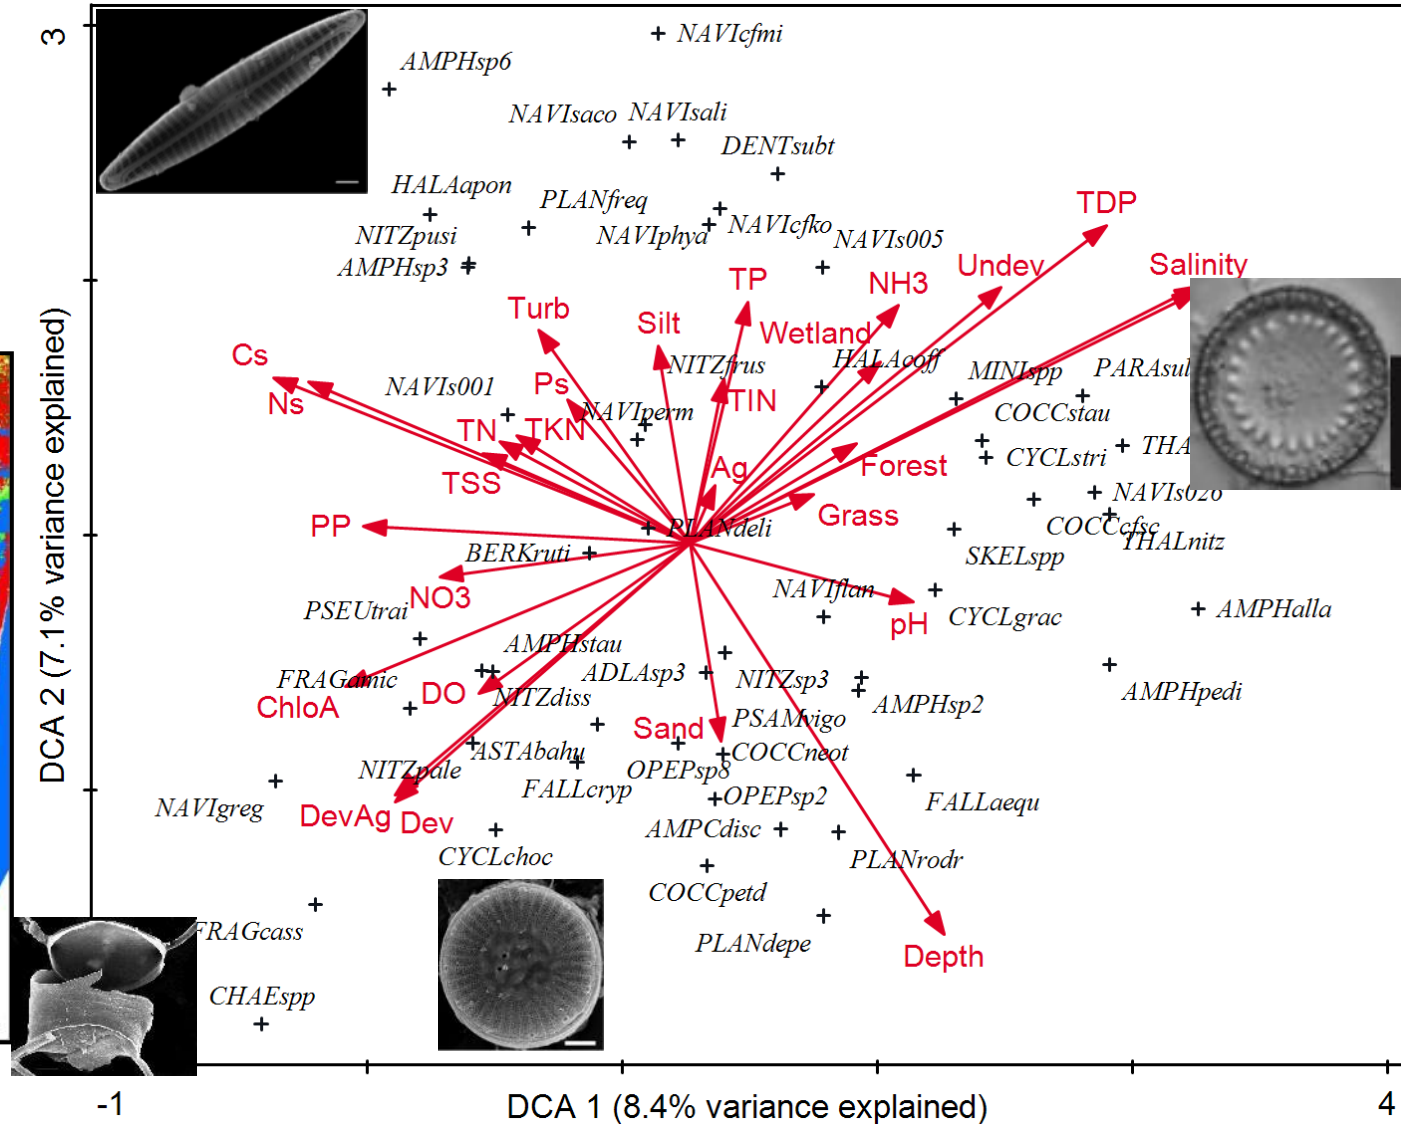 3
NAVIcfmi
AMPHsp6
NAVIsaco NAVIsali
DENTsubt
HALAapon
PLANfreq
TDP
NITZpusi
NAVIphya
NAVIcfko
NAVIs005
AMPHsp3
TP
NH3
Undev
Salinity
Turb
Silt
Wetland
Cs
NITZfrus
HALAcoff
MINIspp
PARAsul
Ns
NAVIs001
Ps
NAVIperm
TIN
COCCstau
TN
TKN
THA
TSS
Ag
Forest
CYCLstri
NAVIs026
PP
PLANdeli
Grass
COCCcfsc
THALnitz
BERKruti
SKELspp
NO3
NAVIflan
PSEUtrai
pH
CYCLgrac
AMPHalla
AMPHstau
FRAGamic
ADLAsp3
NITZsp3
AMPHpedi
ChloA
DO
NITZdiss
AMPHsp2
Sand
PSAMvigo
ASTAbahu
COCCneot
NITZpale
OPEPsp8
FALLcryp
OPEPsp2
FALLaequ
NAVIgreg
DevAg
Dev
AMPCdisc
CYCLchoc
PLANrodr
COCCpetd
FRAGcass
PLANdepe
Depth
CHAEspp
DCA 2 (7.1% variance explained)
-1
DCA 1 (8.4% variance explained)
4